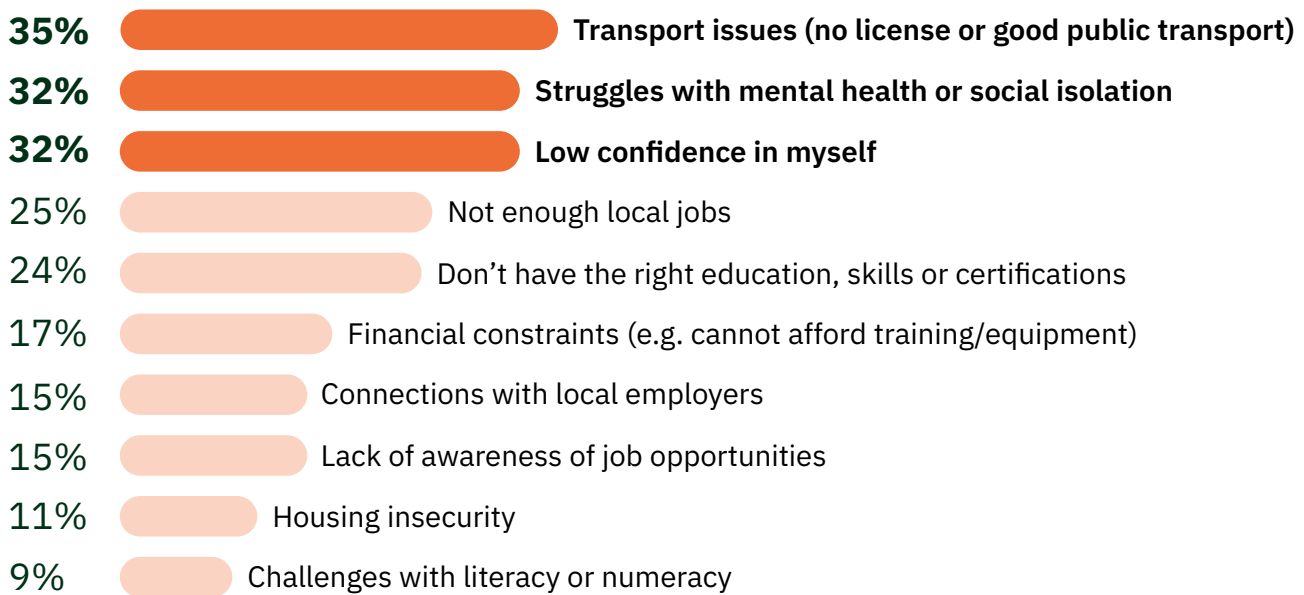 35% Transport issues (no license or good public transport)
32% Struggles with mental health or social isolation
32% Low confidence in myself
25% Not enough local jobs
24% Don’t have the right education, skills or certifications
17% Financial constraints (e.g. cannot afford training/equipment)
15% Connections with local employers
15% Lack of awareness of job opportunities
11% Housing insecurity
9% Challenges with literacy or numeracy